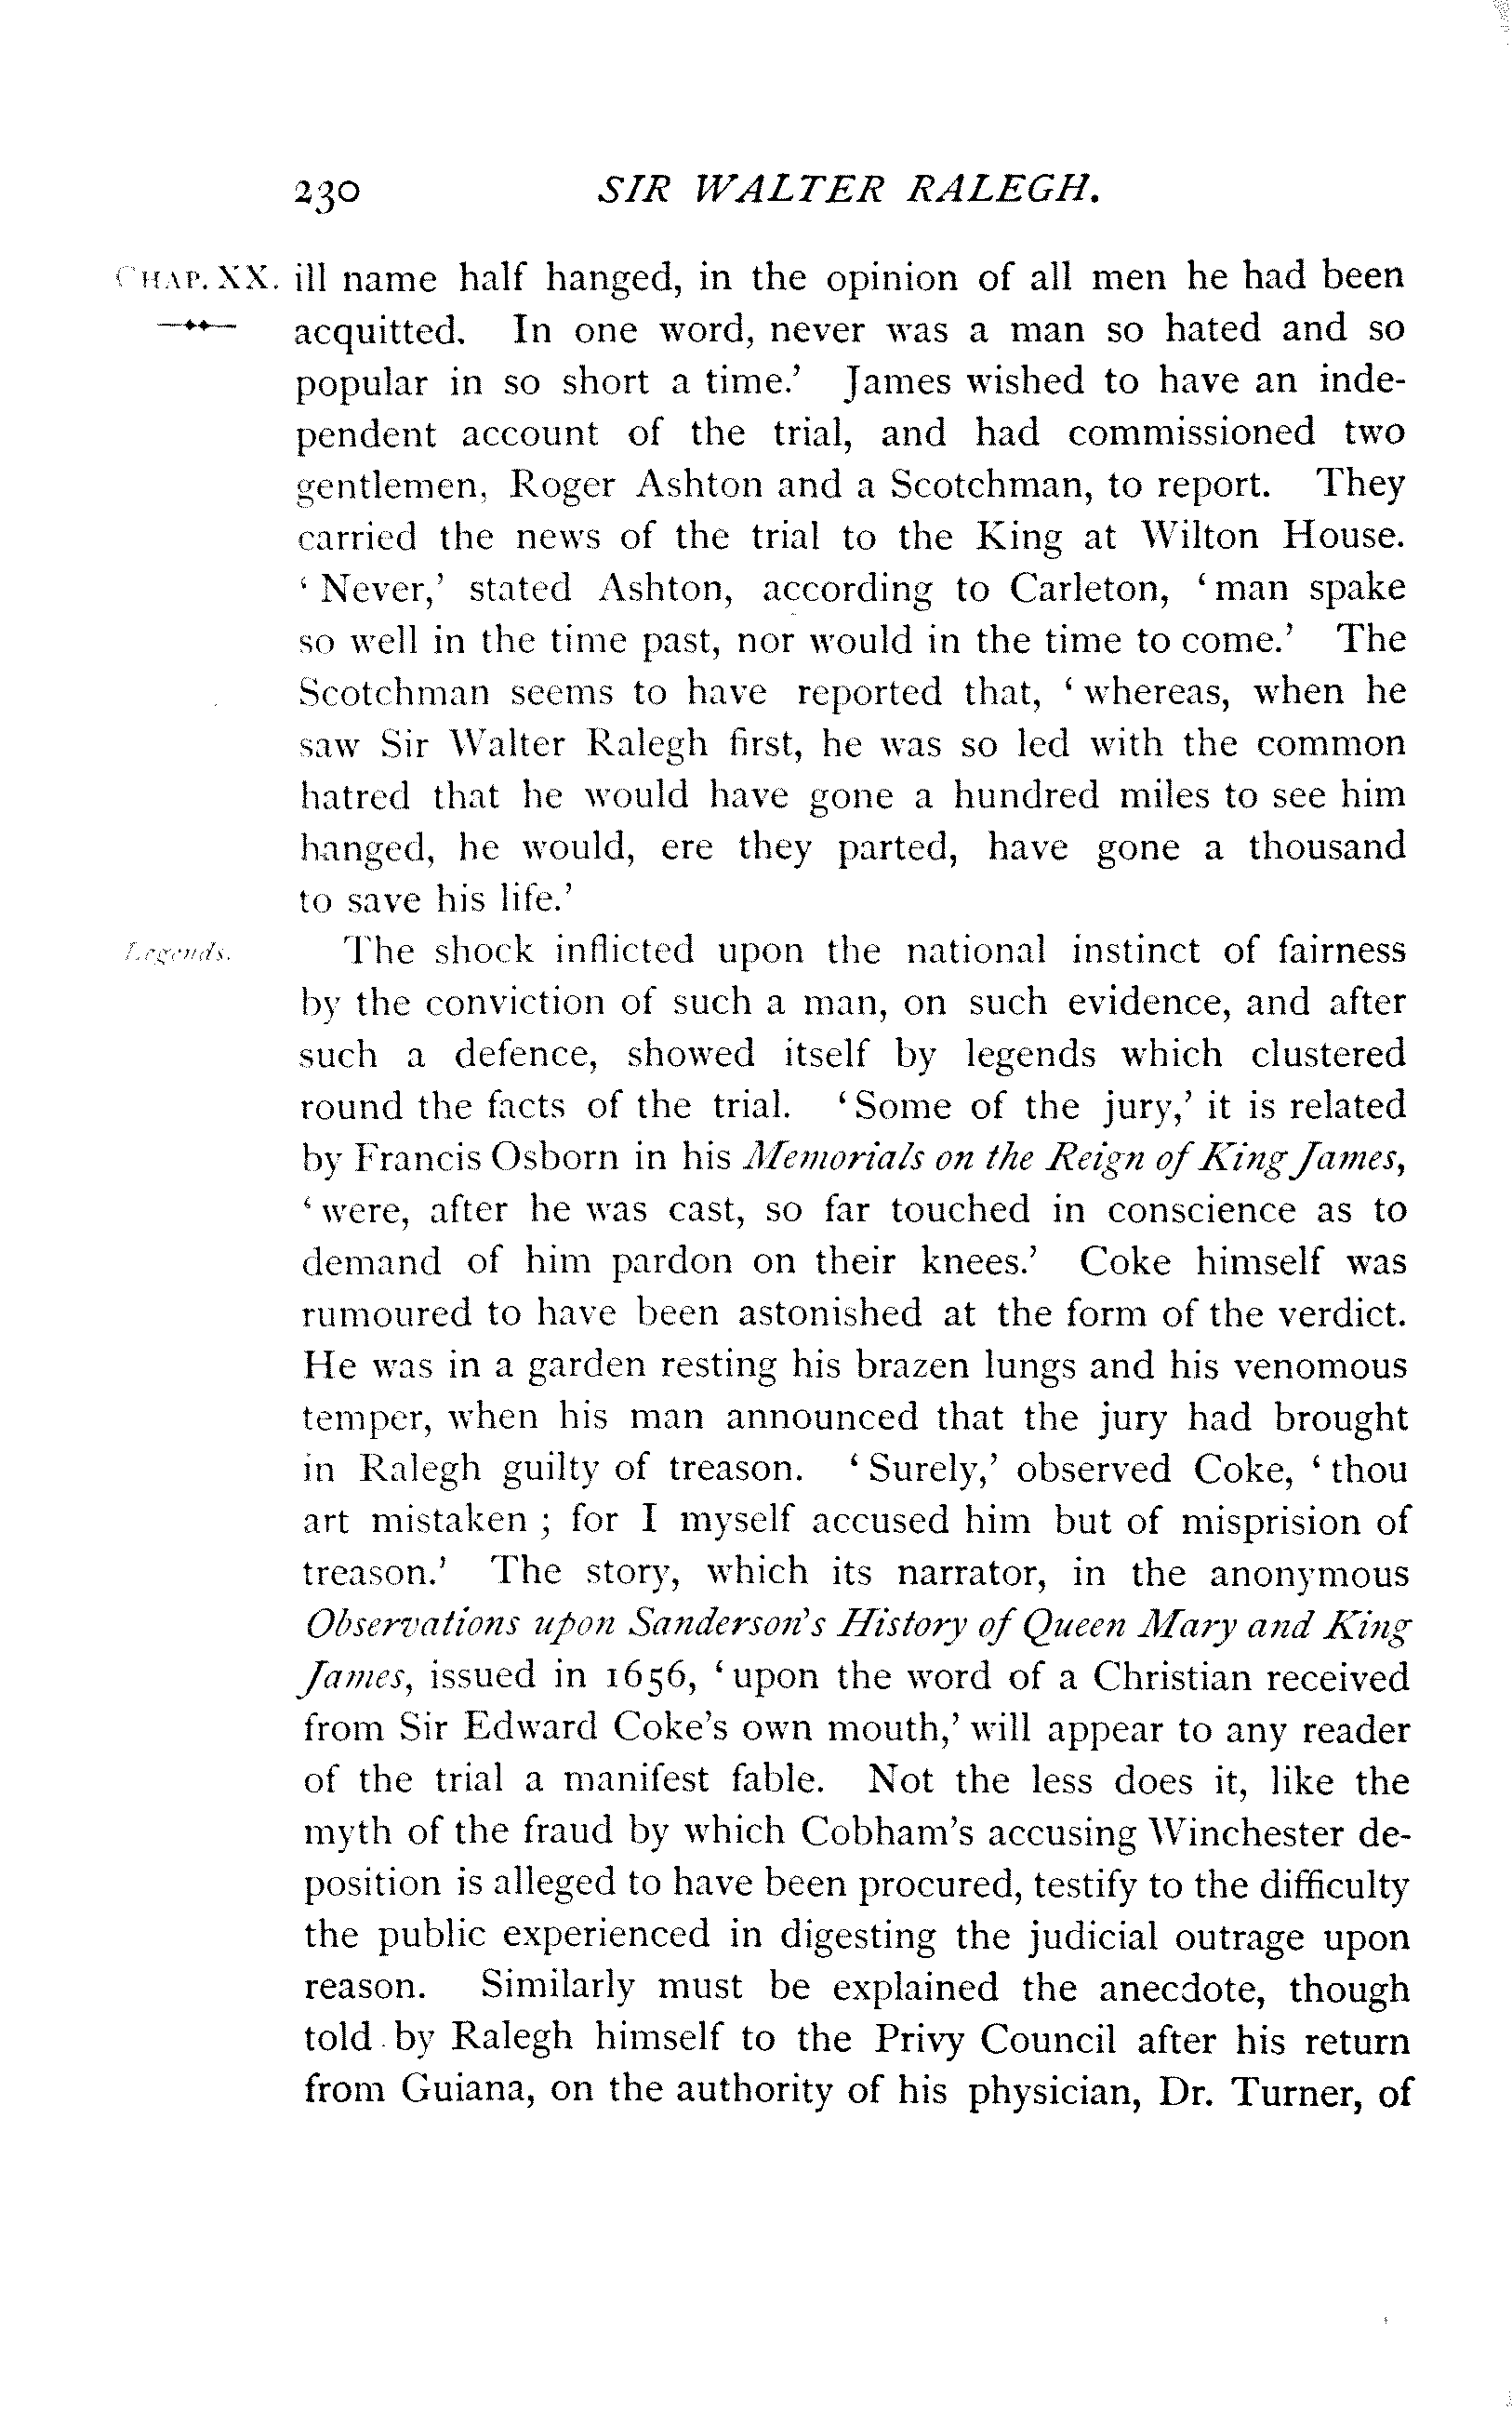 230 SIR WALTER RALEGH.
CHAP. XX. ill name half hanged, in the opinion of all men he had been
acquitted. In one word, never was a man so hated and so
popular in so short a time.' James wished to have an inde-
pendent account of the trial, and had commissioned two
gentlemen, Roger Ashton and a Scotchman, to report. They
carried the news of the trial to the King at Wilton House.
'Never,' stated Ashton, according to Carleton, 'man spake
so well in the time past, nor would in the time to come.' The
Scotchman seems to have reported that, 'whereas, when he
saw Sir Walter Ralegh first, he was so led with the common
hatred that he would have gone a hundred miles to see him
hanged, he would, ere they parted, have gone a thousand
to save his life.'
Legends. The shock inflicted upon the national instinct of fairness
by the conviction of such a man, on such evidence, and after
such a defence, showed itself by legends which clustered
round the facts of the trial. 'Some of the jury,' it is related
by Francis Osborn in his Memorials on the Reign of King James,
'were, after he was cast, so far touched in conscience as to
demand of him pardon on their knees.' Coke himself was
rumoured to have been astonished at the form of the verdict.
He was in a garden resting his brazen lungs and his venomous
temper, when his man announced that the jury had brought
in Ralegh guilty of treason. 'Surely,' observed Coke, 'thou
art mistaken; for I myself accused him but of misprision of
treason.' The story, which its narrator, in the anonymous
Observations upon Sanderson's History of Queen Mary and King
James, issued in 1656, 'upon the word of a Christian received
from Sir Edward Coke's own mouth,' will appear to any reader
of the trial a manifest fable. Not the less does it, like the
myth of the fraud by which Cobham's accusing Winchester de-
position is alleged to have been procured, testify to the difficulty
the public experienced in digesting the judicial outrage upon
reason. Similarly must be explained the anecdote, though
told by Ralegh himself to the Privy Council after his return
from Guiana, on the authority of his physician, Dr. Turner, of